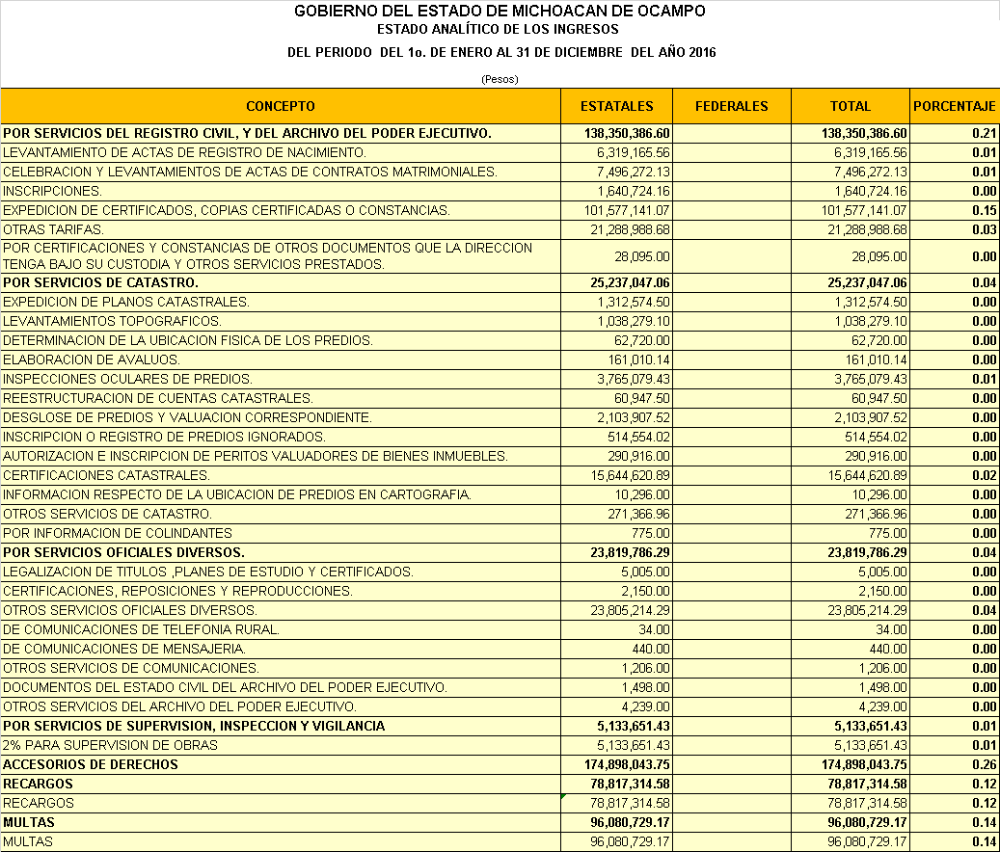 GOBIERNO DEL ESTADO DE MICHOACAN DE OCAMPO
ESTADO ANALÍTICO DE LOS INGRESOS
DEL PERIODO DEL 1o. DE ENERO AL 31 DE DICIEMBRE DEL AÑO 2016
(Pesos)
CONCEPTO ESTATALES FEDERALES TOTAL PORCENTAJE
POR SERVICIOS DEL REGISTRO CIVIL, Y DEL ARCHIVO DEL PODER EJECUTIVO. 138,350,386.60 138,350,386.60 0.21
LEVANTAMIENTO DE ACTAS DE REGISTRO DE NACIMIENTO. 6,319,165.56 6,319,165.56 0.01
CELEBRACION Y LEVANTAMIENTOS DE ACTAS DE CONTRATOS MATRIMONIALES. 7,496,272.13 7,496,272.13 0.01
INSCRIPCIONES. 1,640,724.16 1,640,724.16 0.00
EXPEDICION DE CERTIFICADOS, COPIAS CERTIFICADAS O CONSTANCIAS. 101,577,141.07 101,577,141.07 0.15
OTRAS TARIFAS. 21,288,988.68 21,288,988.68 0.03
POR CERTIFICACIONES Y CONSTANCIAS DE OTROS DOCUMENTOS QUE LA DIRECCION
TENGA BAJO SU CUSTODIA Y OTROS SERVICIOS PRESTADOS. 28,095.00 28,095.00 0.00
POR SERVICIOS DE CATASTRO. 25,237,047.06 25,237,047.06 0.04
EXPEDICION DE PLANOS CATASTRALES. 1,312,574.50 1,312,574.50 0.00
LEVANTAMIENTOS TOPOGRAFICOS. 1,038,279.10 1,038,279.10 0.00
DETERMINACION DE LA UBICACION FISICA DE LOS PREDIOS. 62,720.00 62,720.00 0.00
ELABORACION DE AVALUOS. 161,010.14 161,010.14 0.00
INSPECCIONES OCULARES DE PREDIOS. 3,765,079.43 3,765,079.43 0.01
REESTRUCTURACION DE CUENTAS CATASTRALES. 60,947.50 60,947.50 0.00
DESGLOSE DE PREDIOS Y VALUACION CORRESPONDIENTE. 2,103,907.52 2,103,907.52 0.00
INSCRIPCION O REGISTRO DE PREDIOS IGNORADOS. 514,554.02 514,554.02 0.00
AUTORIZACION E INSCRIPCION DE PERITOS VALUADORES DE BIENES INMUEBLES. 290,916.00 290,916.00 0.00
CERTIFICACIONES CATASTRALES. 15,644,620.89 15,644,620.89 0.02
INFORMACION RESPECTO DE LA UBICACION DE PREDIOS EN CARTOGRAFIA. 10,296.00 10,296.00 0.00
OTROS SERVICIOS DE CATASTRO. 271,366.96 271,366.96 0.00
POR INFORMACION DE COLINDANTES 775.00 775.00 0.00
POR SERVICIOS OFICIALES DIVERSOS. 23,819,786.29 23,819,786.29 0.04
LEGALIZACION DE TITULOS ,PLANES DE ESTUDIO Y CERTIFICADOS. 5,005.00 5,005.00 0.00
CERTIFICACIONES, REPOSICIONES Y REPRODUCCIONES. 2,150.00 2,150.00 0.00
OTROS SERVICIOS OFICIALES DIVERSOS. 23,805,214.29 23,805,214.29 0.04
DE COMUNICACIONES DE TELEFONIA RURAL. 34.00 34.00 0.00
DE COMUNICACIONES DE MENSAJERIA. 440.00 440.00 0.00
OTROS SERVICIOS DE COMUNICACIONES. 1,206.00 1,206.00 0.00
DOCUMENTOS DEL ESTADO CIVIL DEL ARCHIVO DEL PODER EJECUTIVO. 1,498.00 1,498.00 0.00
OTROS SERVICIOS DEL ARCHIVO DEL PODER EJECUTIVO. 4,239.00 4,239.00 0.00
POR SERVICIOS DE SUPERVISION, INSPECCION Y VIGILANCIA 5,133,651.43 5,133,651.43 0.01
2% PARA SUPERVISION DE OBRAS 5,133,651.43 5,133,651.43 0.01
ACCESORIOS DE DERECHOS 174,898,043.75 174,898,043.75 0.26
RECARGOS 78,817,314.58 78,817,314.58 0.12
RECARGOS 78,817,314.58 78,817,314.58 0.12
MULTAS 96,080,729.17 96,080,729.17 0.14
MULTAS 96,080,729.17 96,080,729.17 0.14